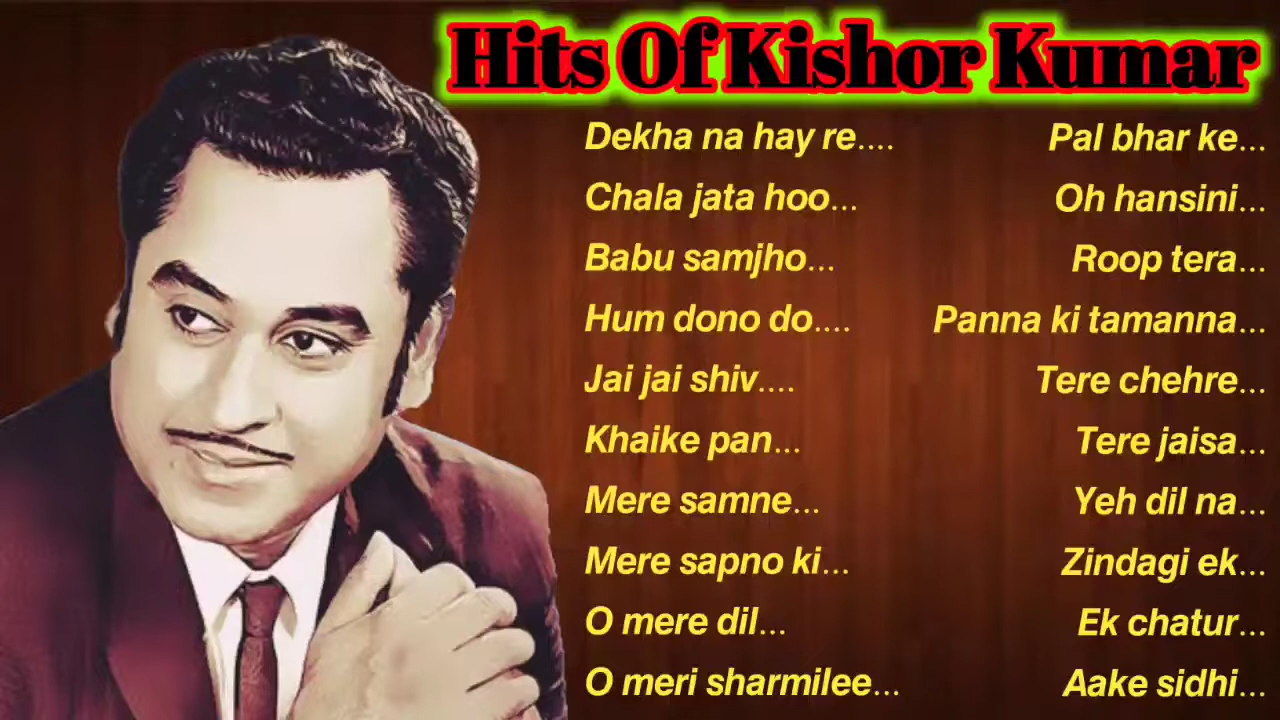 Hits Of Kishor Kumar
Dekha na hay re....
Chala jata hoo...
Babu samjho...
Hum dono do....
Jai jai shiv....
Khaike pan...
Mere samne...
Mere sapno ki...
O mere dil...
O meri sharmilee...
Pal bhar ke...
Oh hansini...
Roop tera...
Panna ki tamanna...
Tere chehre...
Tere jaisa...
Yeh dil na...
Zindagi ek...
Ek chatur...
Aake sidhi...